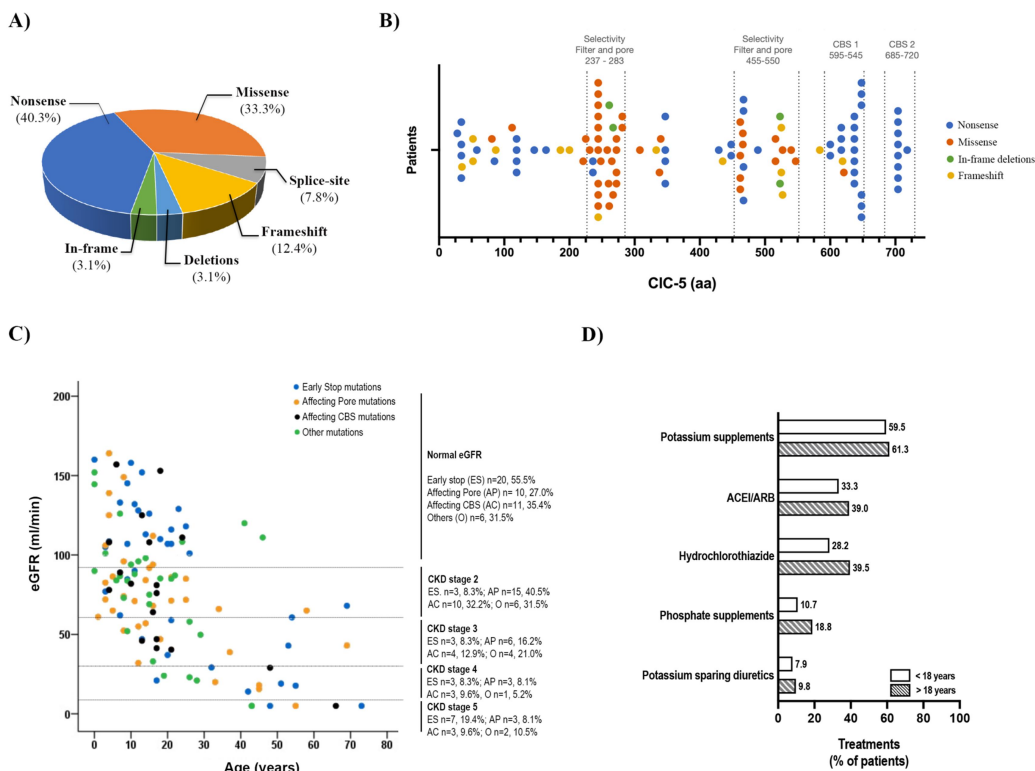 A)
Nonsense
(40.3%)
Missense
(33.3%)
Splice-site
(7.8%)
Frameshift
(12.4%)
Deletions
(3.1%)
In-frame
(3.1%)
B)
Selectivity
Filter and pore
237 - 283
Selectivity
Filter and pore
455-550
CBS 1
595-545
CBS 2
685-720
Patients
Nonsense
Missense
In-frame deletions
Frameshift
0 100 200 300 400 500 600 700
ClC-5 (aa)
C)
eGFR (ml/min)
200
150
100
50
0
0 10 20 30 40 50 60 70 80
Age (years)
Early Stop mutations
Affecting Pore mutations
Affecting CBS mutations
Other mutations
Normal eGFR
Early stop (ES) n=20, 55.5%
Affecting Pore (AP) n= 10, 27.0%
Affecting CBS (AC) n=11, 35.4%
Others (O) n=6, 31.5%
CKD stage 2
ES. n=3, 8.3%; AP n=15, 40.5%
AC n=10, 32.2%; O n=6, 31.5%
CKD stage 3
ES n=3, 8.3%; AP n=6, 16.2%
AC n=4, 12.9%; O n=4, 21.0%
CKD stage 4
ES n=3, 8.3%; AP n=3, 8.1%
AC n=3, 9.6%; O n=1, 5.2%
CKD stage 5
ES n=7, 19.4%; AP n=3, 8.1%
AC n=3, 9.6%; O n=2, 10.5%
D)
Potassium supplements
59.5
61.3
ACEI/ARB
33.3
39.0
Hydrochlorothiazide
28.2
39.5
Phosphate supplements
10.7
18.8
Potassium sparing diuretics
7.9
9.8
< 18 years
> 18 years
0 20 40 60 80 100
Treatments
(% of patients)